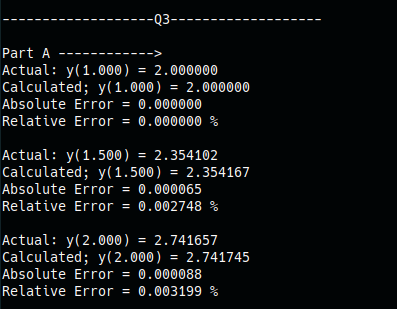 -------------------Q3-------------------
Part A ------------>
Actual: y(1.000) = 2.000000
Calculated; y(1.000) = 2.000000
Absolute Error = 0.000000
Relative Error = 0.000000 %
Actual: y(1.500) = 2.354102
Calculated; y(1.500) = 2.354167
Absolute Error = 0.000065
Relative Error = 0.002748 %
Actual: y(2.000) = 2.741657
Calculated; y(2.000) = 2.741745
Absolute Error = 0.000088
Relative Error = 0.003199 %